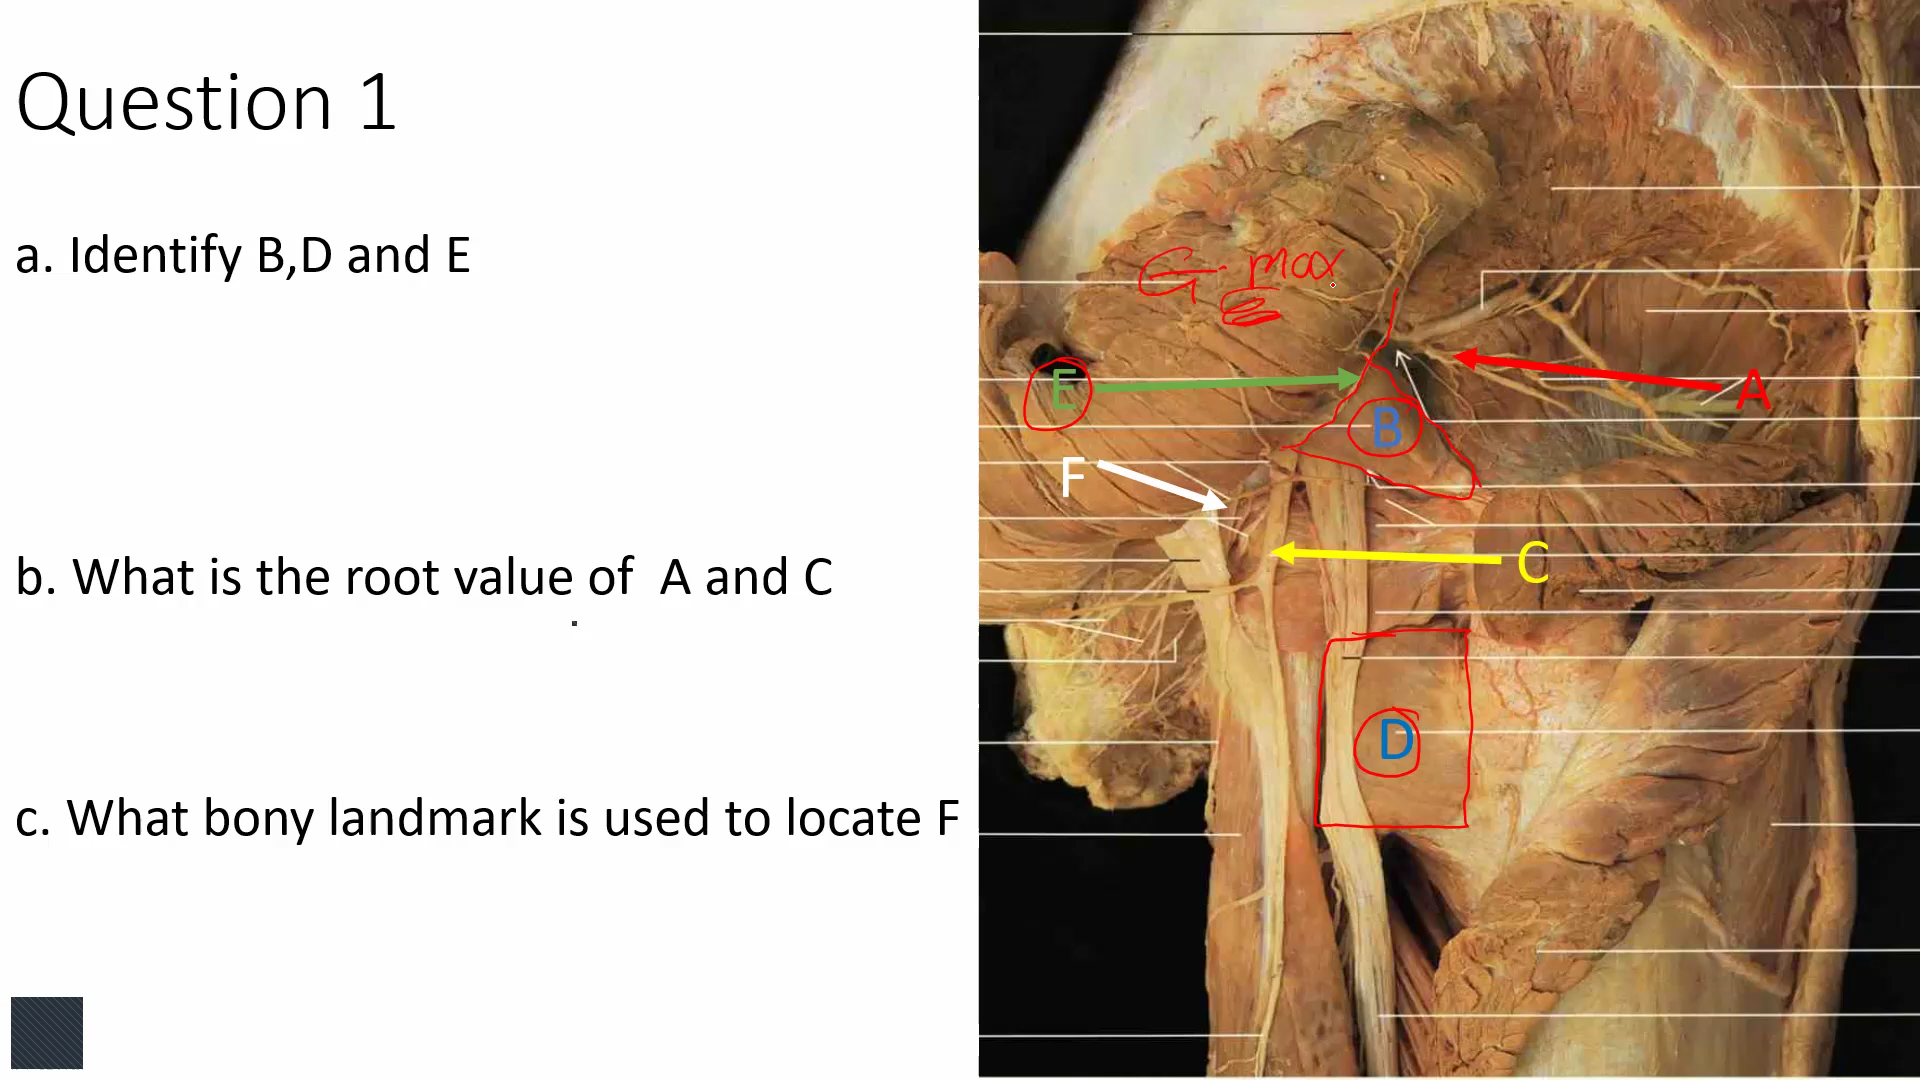 Question 1
a. Identify B,D and E
b. What is the root value of A and C
c. What bony landmark is used to locate F
G. max
E
A
B
F
C
D